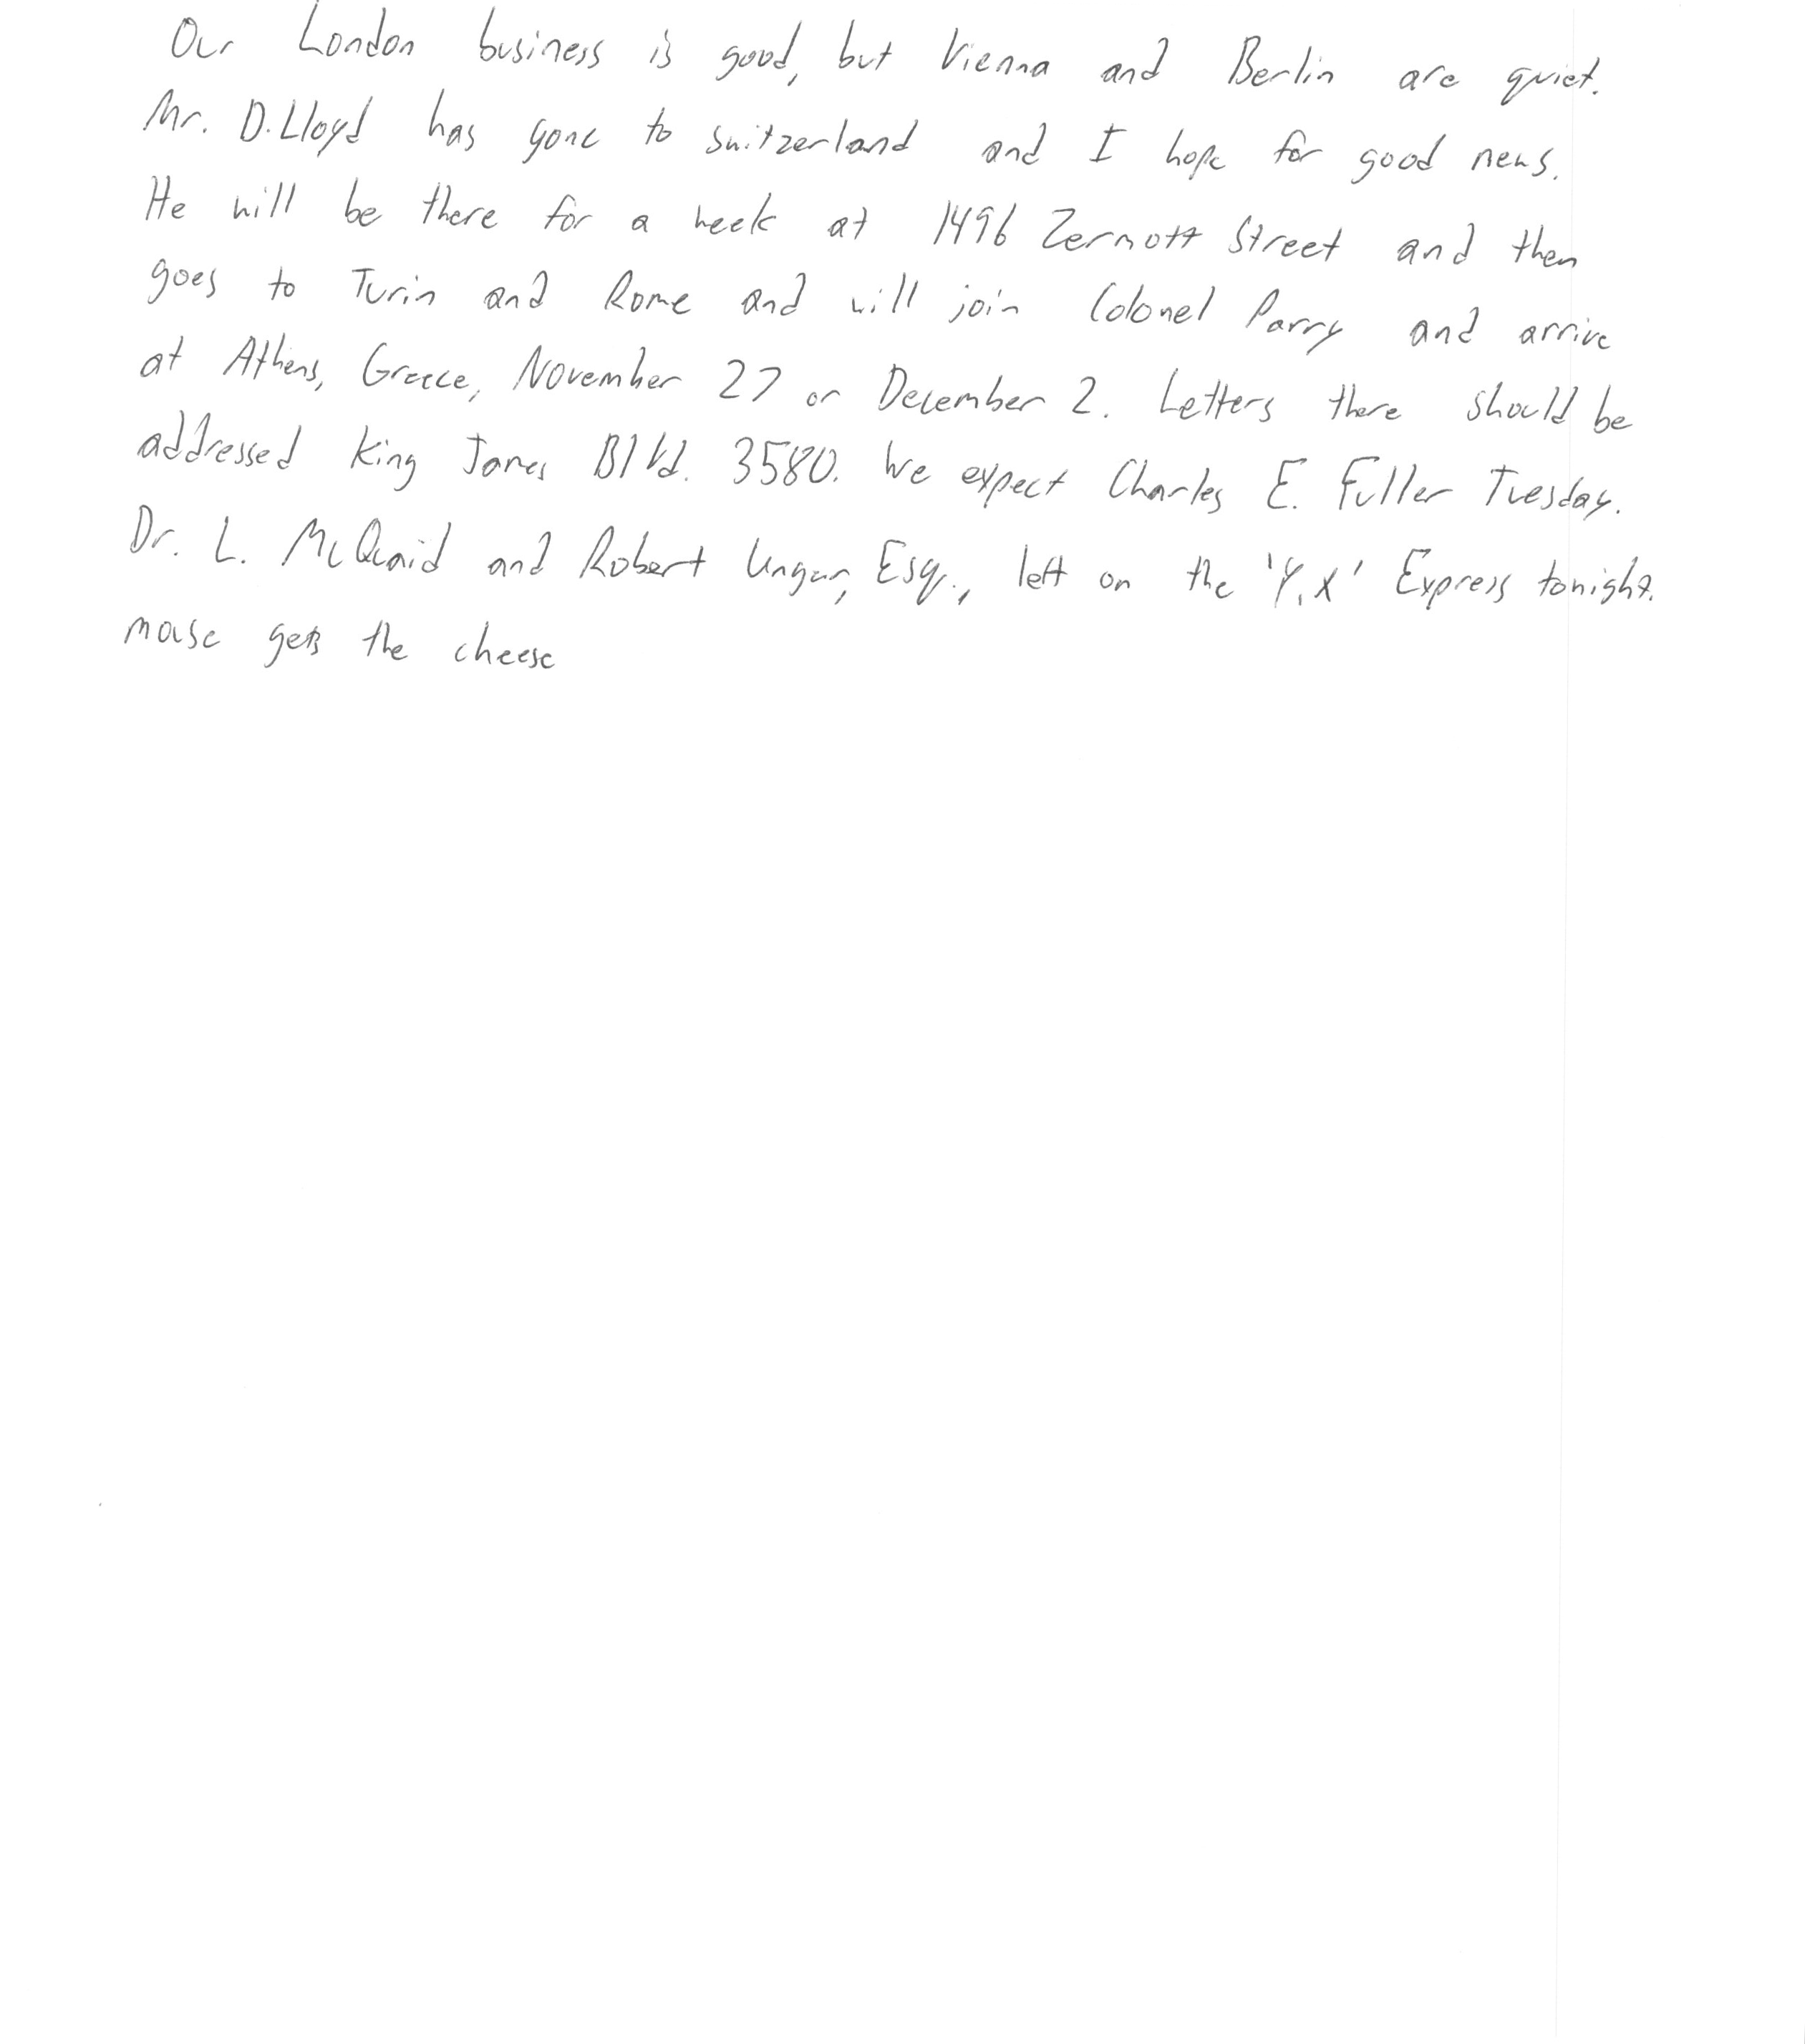 Our London business is good, but Vienna and Berlin are quiet.
Mr. D. Lloyd has gone to Switzerland and I hope for good news.
He will be there for a week at 1496 Zermott Street and then
goes to Turin and Rome and will join Colonel Parry and arrive
at Athens, Greece, November 27 or December 2. Letters there should be
addressed King James Blvd. 3580. We expect Charles E. Fuller Tuesday.
Dr. L. McQuaid and Robert Ungar, Esq., left on the 'Y.X' Express tonight.
mouse gets the cheese